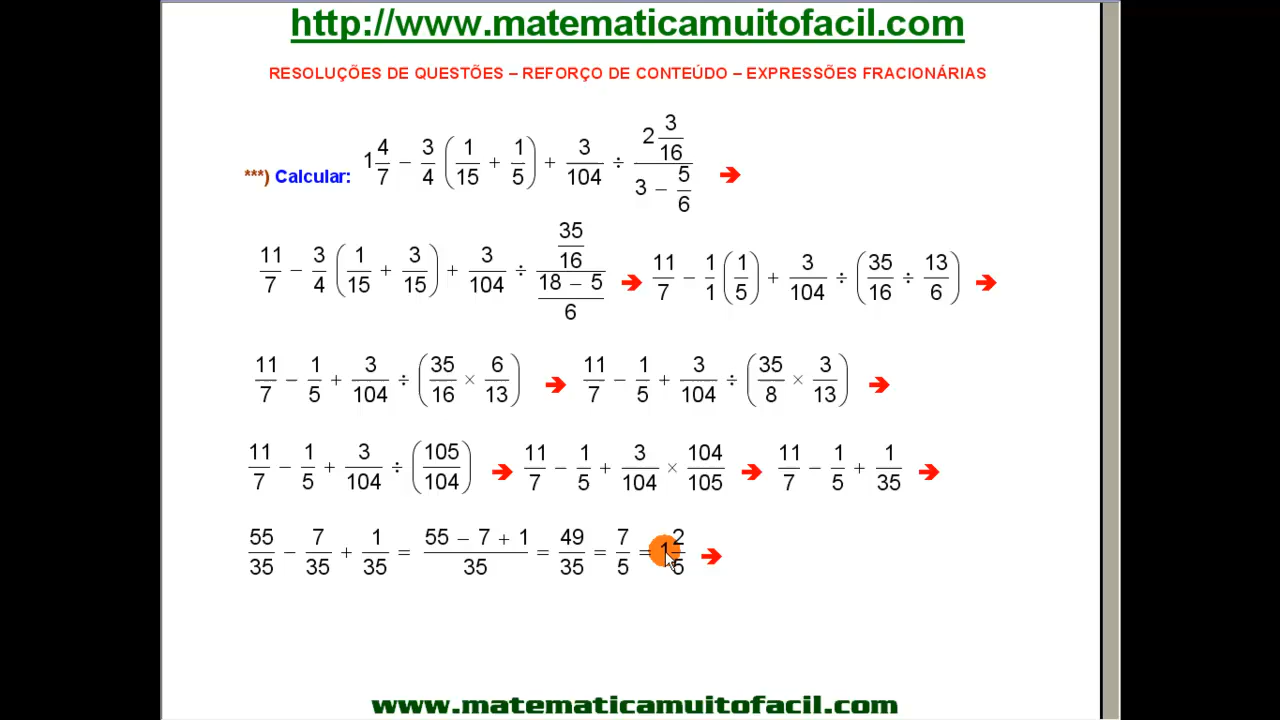 http://www.matematicamuitofacil.com
RESOLUÇÕES DE QUESTÕES – REFORÇO DE CONTEÚDO – EXPRESSÕES FRACIONÁRIAS
***) Calcular: 1 4/7 − 3/4 (1/15 + 1/5) + 3/104 ÷ (2 3/16)/(3 − 5/6) ➔
11/7 − 3/4 (1/15 + 3/15) + 3/104 ÷ (35/16)/((18 − 5)/6) ➔ 11/7 − 1/1 (1/5) + 3/104 ÷ (35/16 ÷ 13/6) ➔
11/7 − 1/5 + 3/104 ÷ (35/16 × 6/13) ➔ 11/7 − 1/5 + 3/104 ÷ (35/8 × 3/13) ➔
11/7 − 1/5 + 3/104 ÷ (105/104) ➔ 11/7 − 1/5 + 3/104 × 104/105 ➔ 11/7 − 1/5 + 1/35 ➔
55/35 − 7/35 + 1/35 = (55 − 7 + 1)/35 = 49/35 = 7/5 = 1 2/5 ➔
www.matematicamuitofacil.com